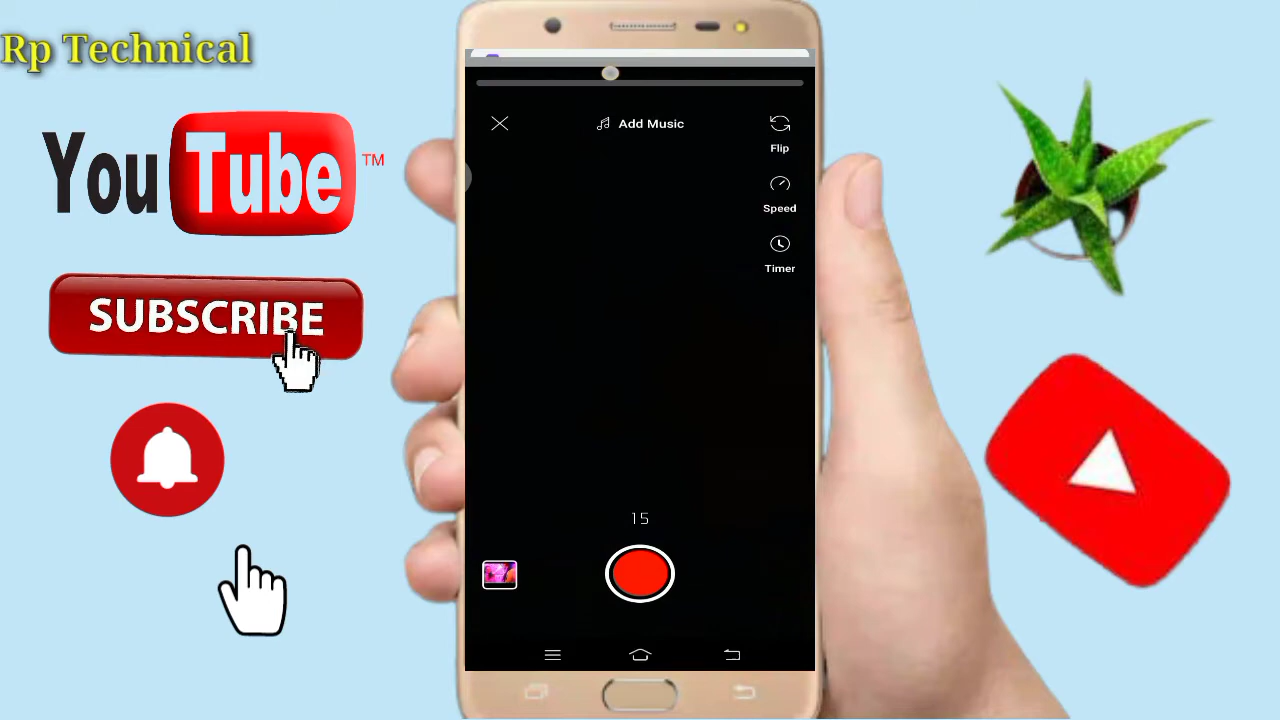 Rp Technical
YouTube™
SUBSCRIBE
Add Music
Flip
Speed
Timer
15